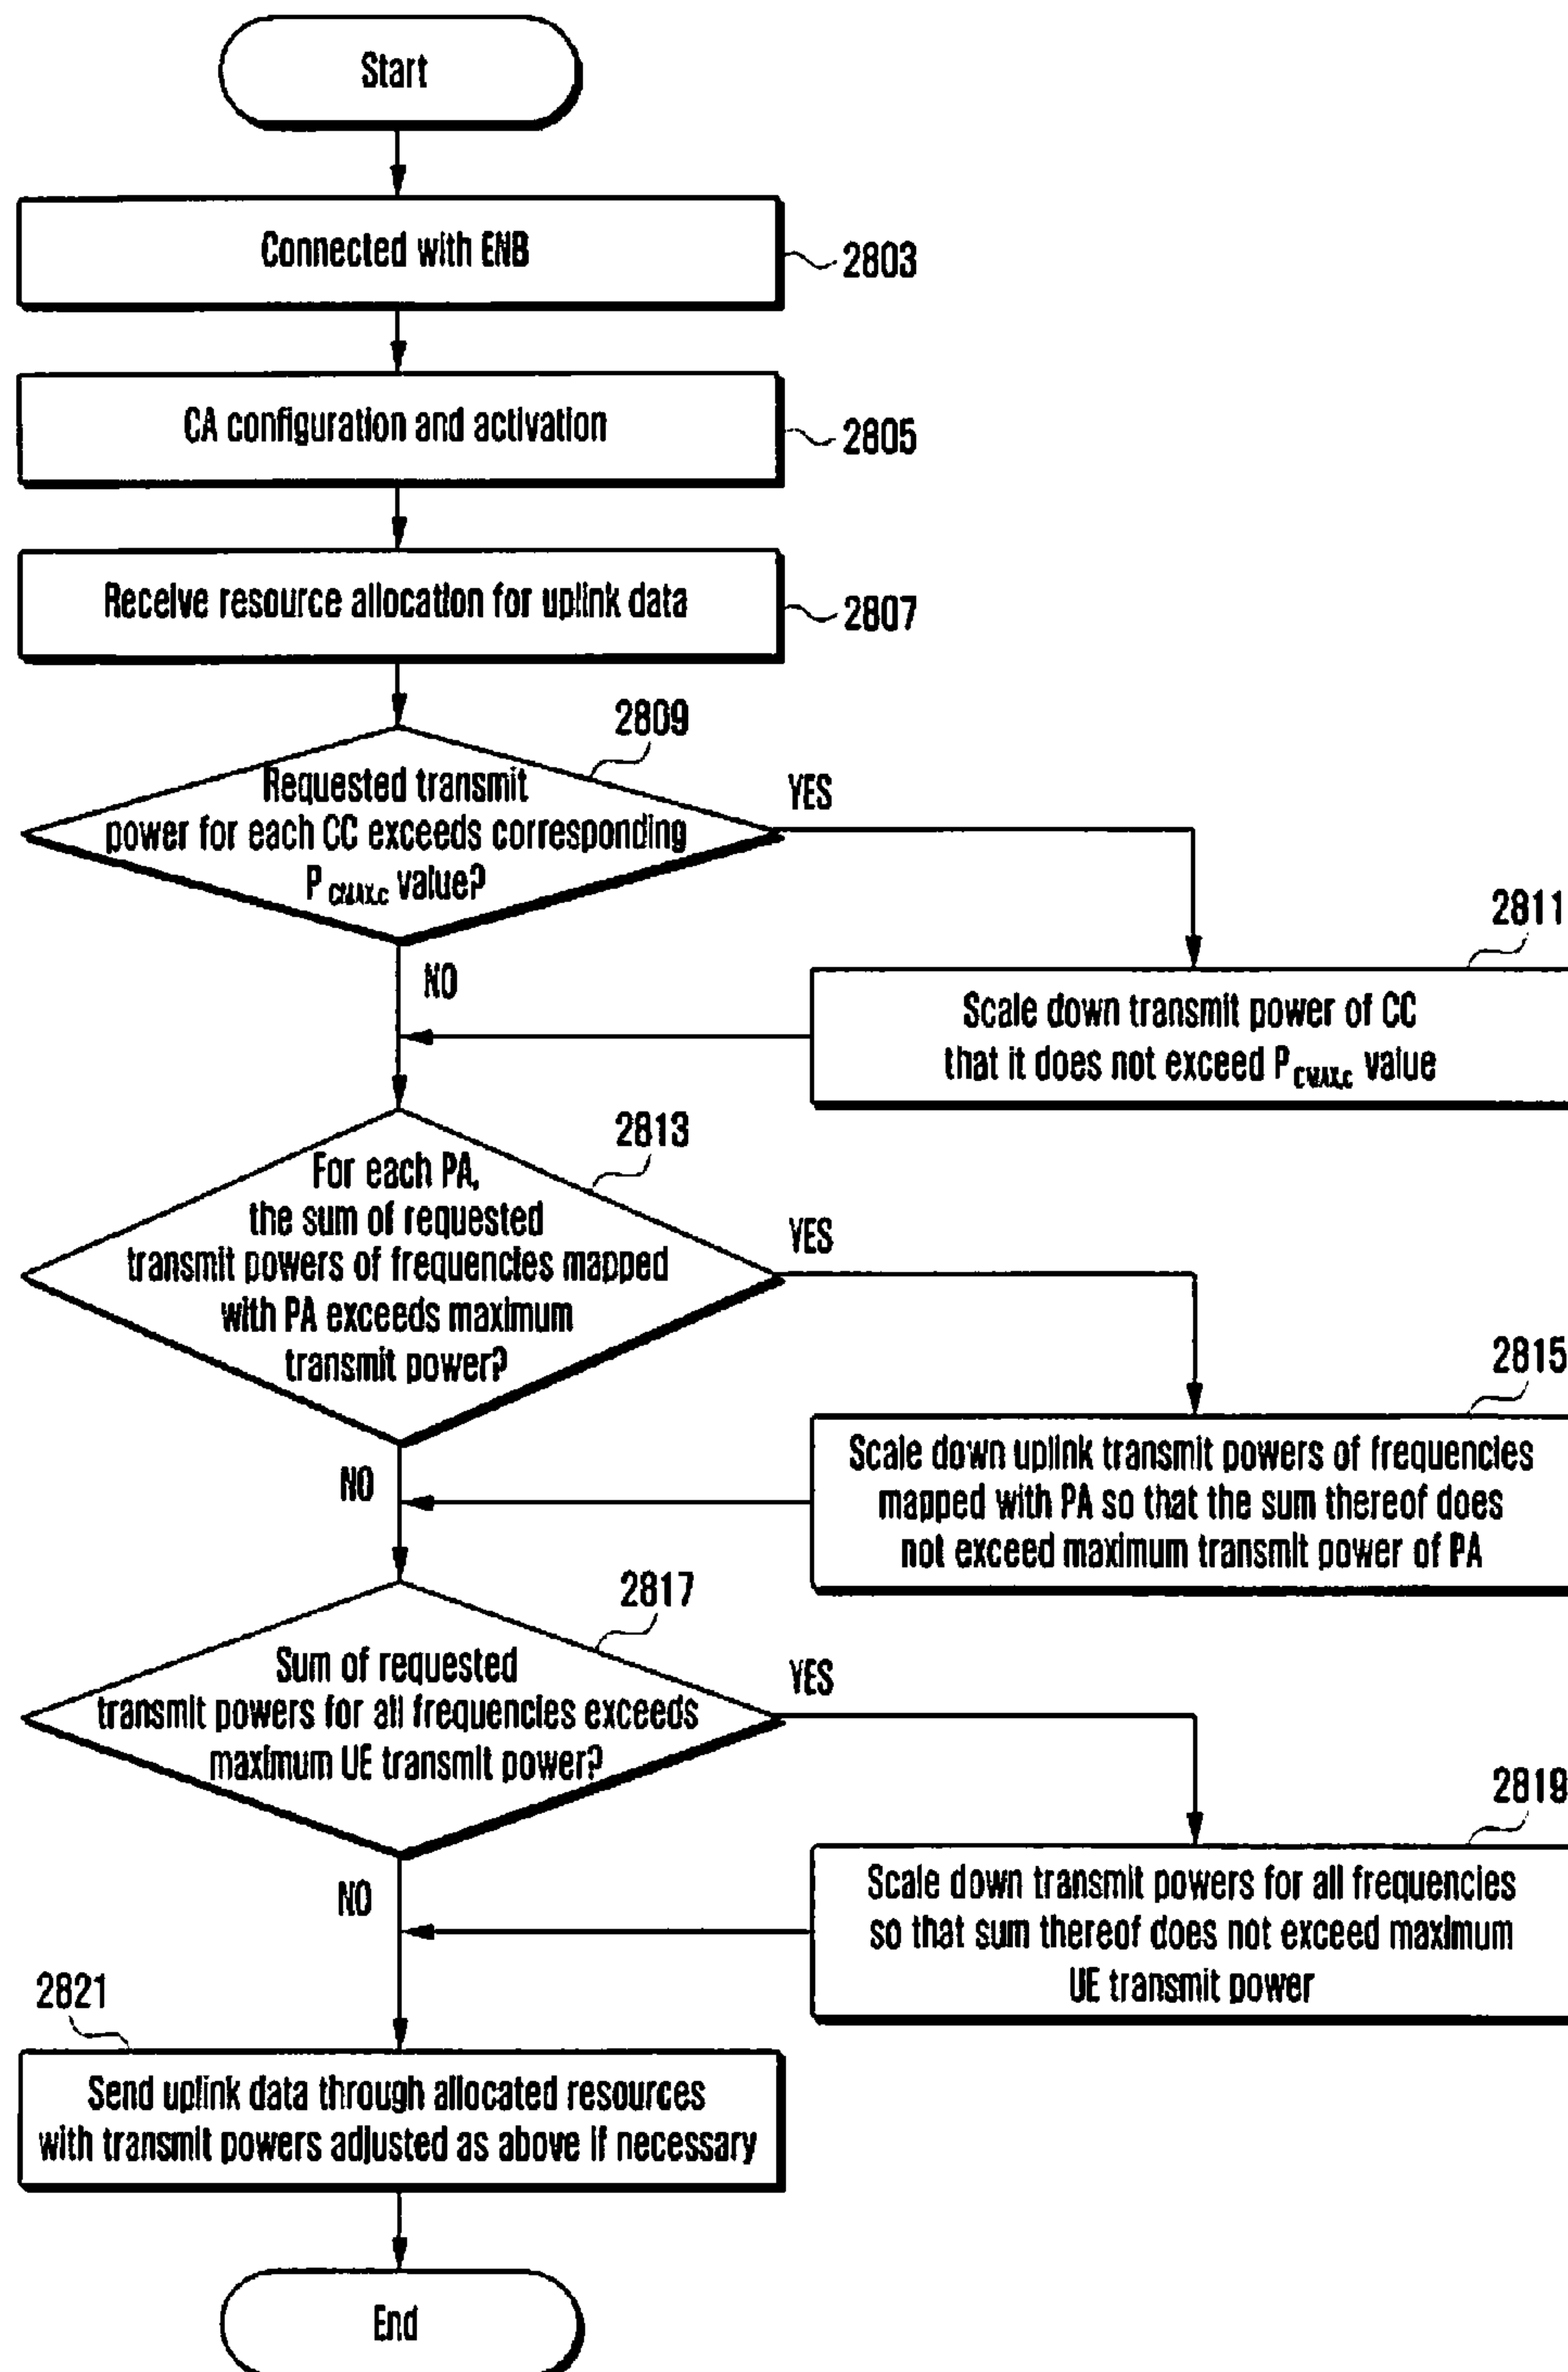 Start
Connected with ENB
2803
CA configuration and activation
2805
Receive resource allocation for uplink data
2807
2809
Requested transmit
power for each CC exceeds corresponding
P CMAX,c value?
YES
NO
2811
Scale down transmit power of CC
that it does not exceed P CMAX,c value
2813
For each PA,
the sum of requested
transmit powers of frequencies mapped
with PA exceeds maximum
transmit power?
YES
NO
2815
Scale down uplink transmit powers of frequencies
mapped with PA so that the sum thereof does
not exceed maximum transmit power of PA
2817
Sum of requested
transmit powers for all frequencies exceeds
maximum UE transmit power?
YES
NO
2819
Scale down transmit powers for all frequencies
so that sum thereof does not exceed maximum
UE transmit power
2821
Send uplink data through allocated resources
with transmit powers adjusted as above if necessary
End